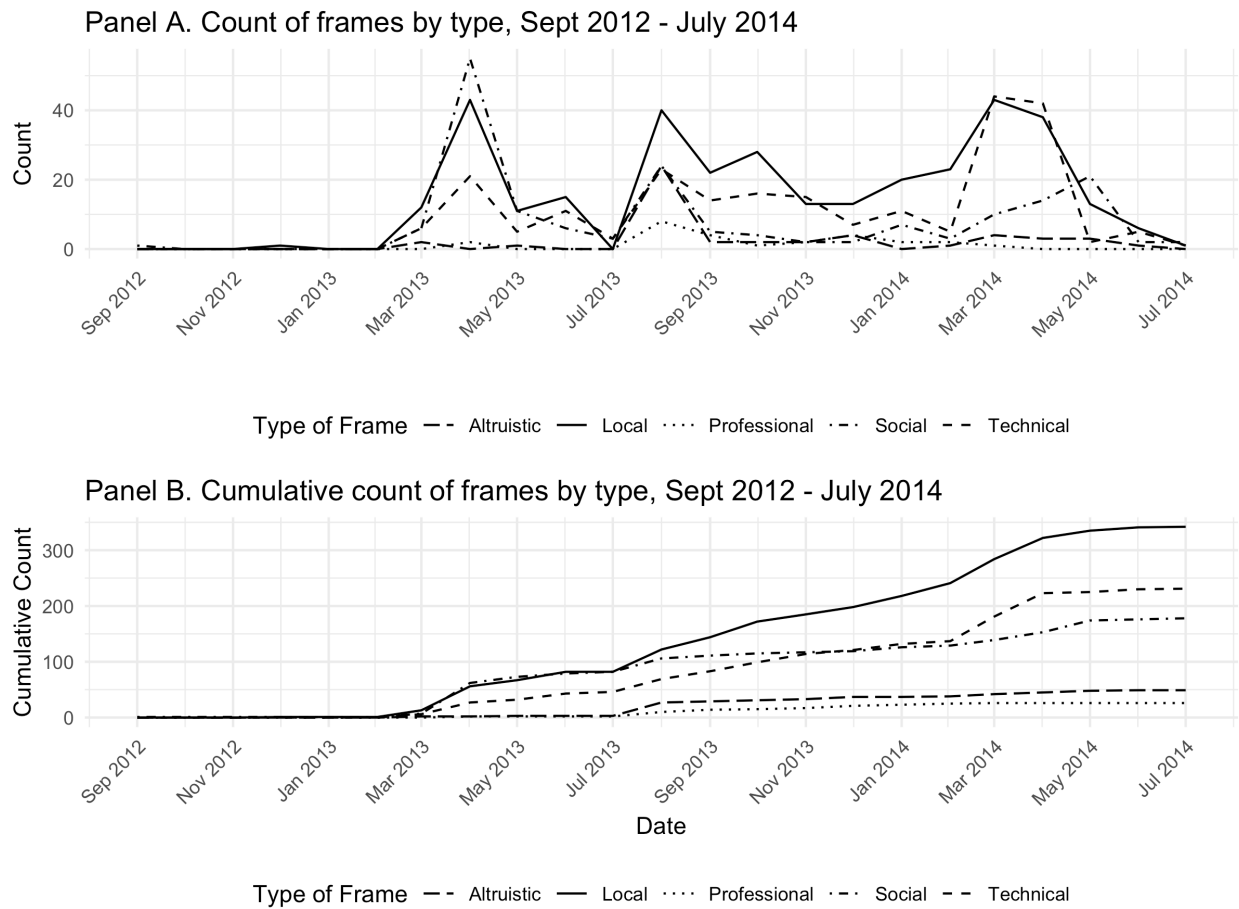 Panel A. Count of frames by type, Sept 2012 - July 2014
Count
40
20
0
Sep 2012
Nov 2012
Jan 2013
Mar 2013
May 2013
Jul 2013
Sep 2013
Nov 2013
Jan 2014
Mar 2014
May 2014
Jul 2014
Type of Frame Altruistic Local Professional Social Technical
Panel B. Cumulative count of frames by type, Sept 2012 - July 2014
Cumulative Count
300
200
100
0
Sep 2012
Nov 2012
Jan 2013
Mar 2013
May 2013
Jul 2013
Sep 2013
Nov 2013
Jan 2014
Mar 2014
May 2014
Jul 2014
Date
Type of Frame Altruistic Local Professional Social Technical